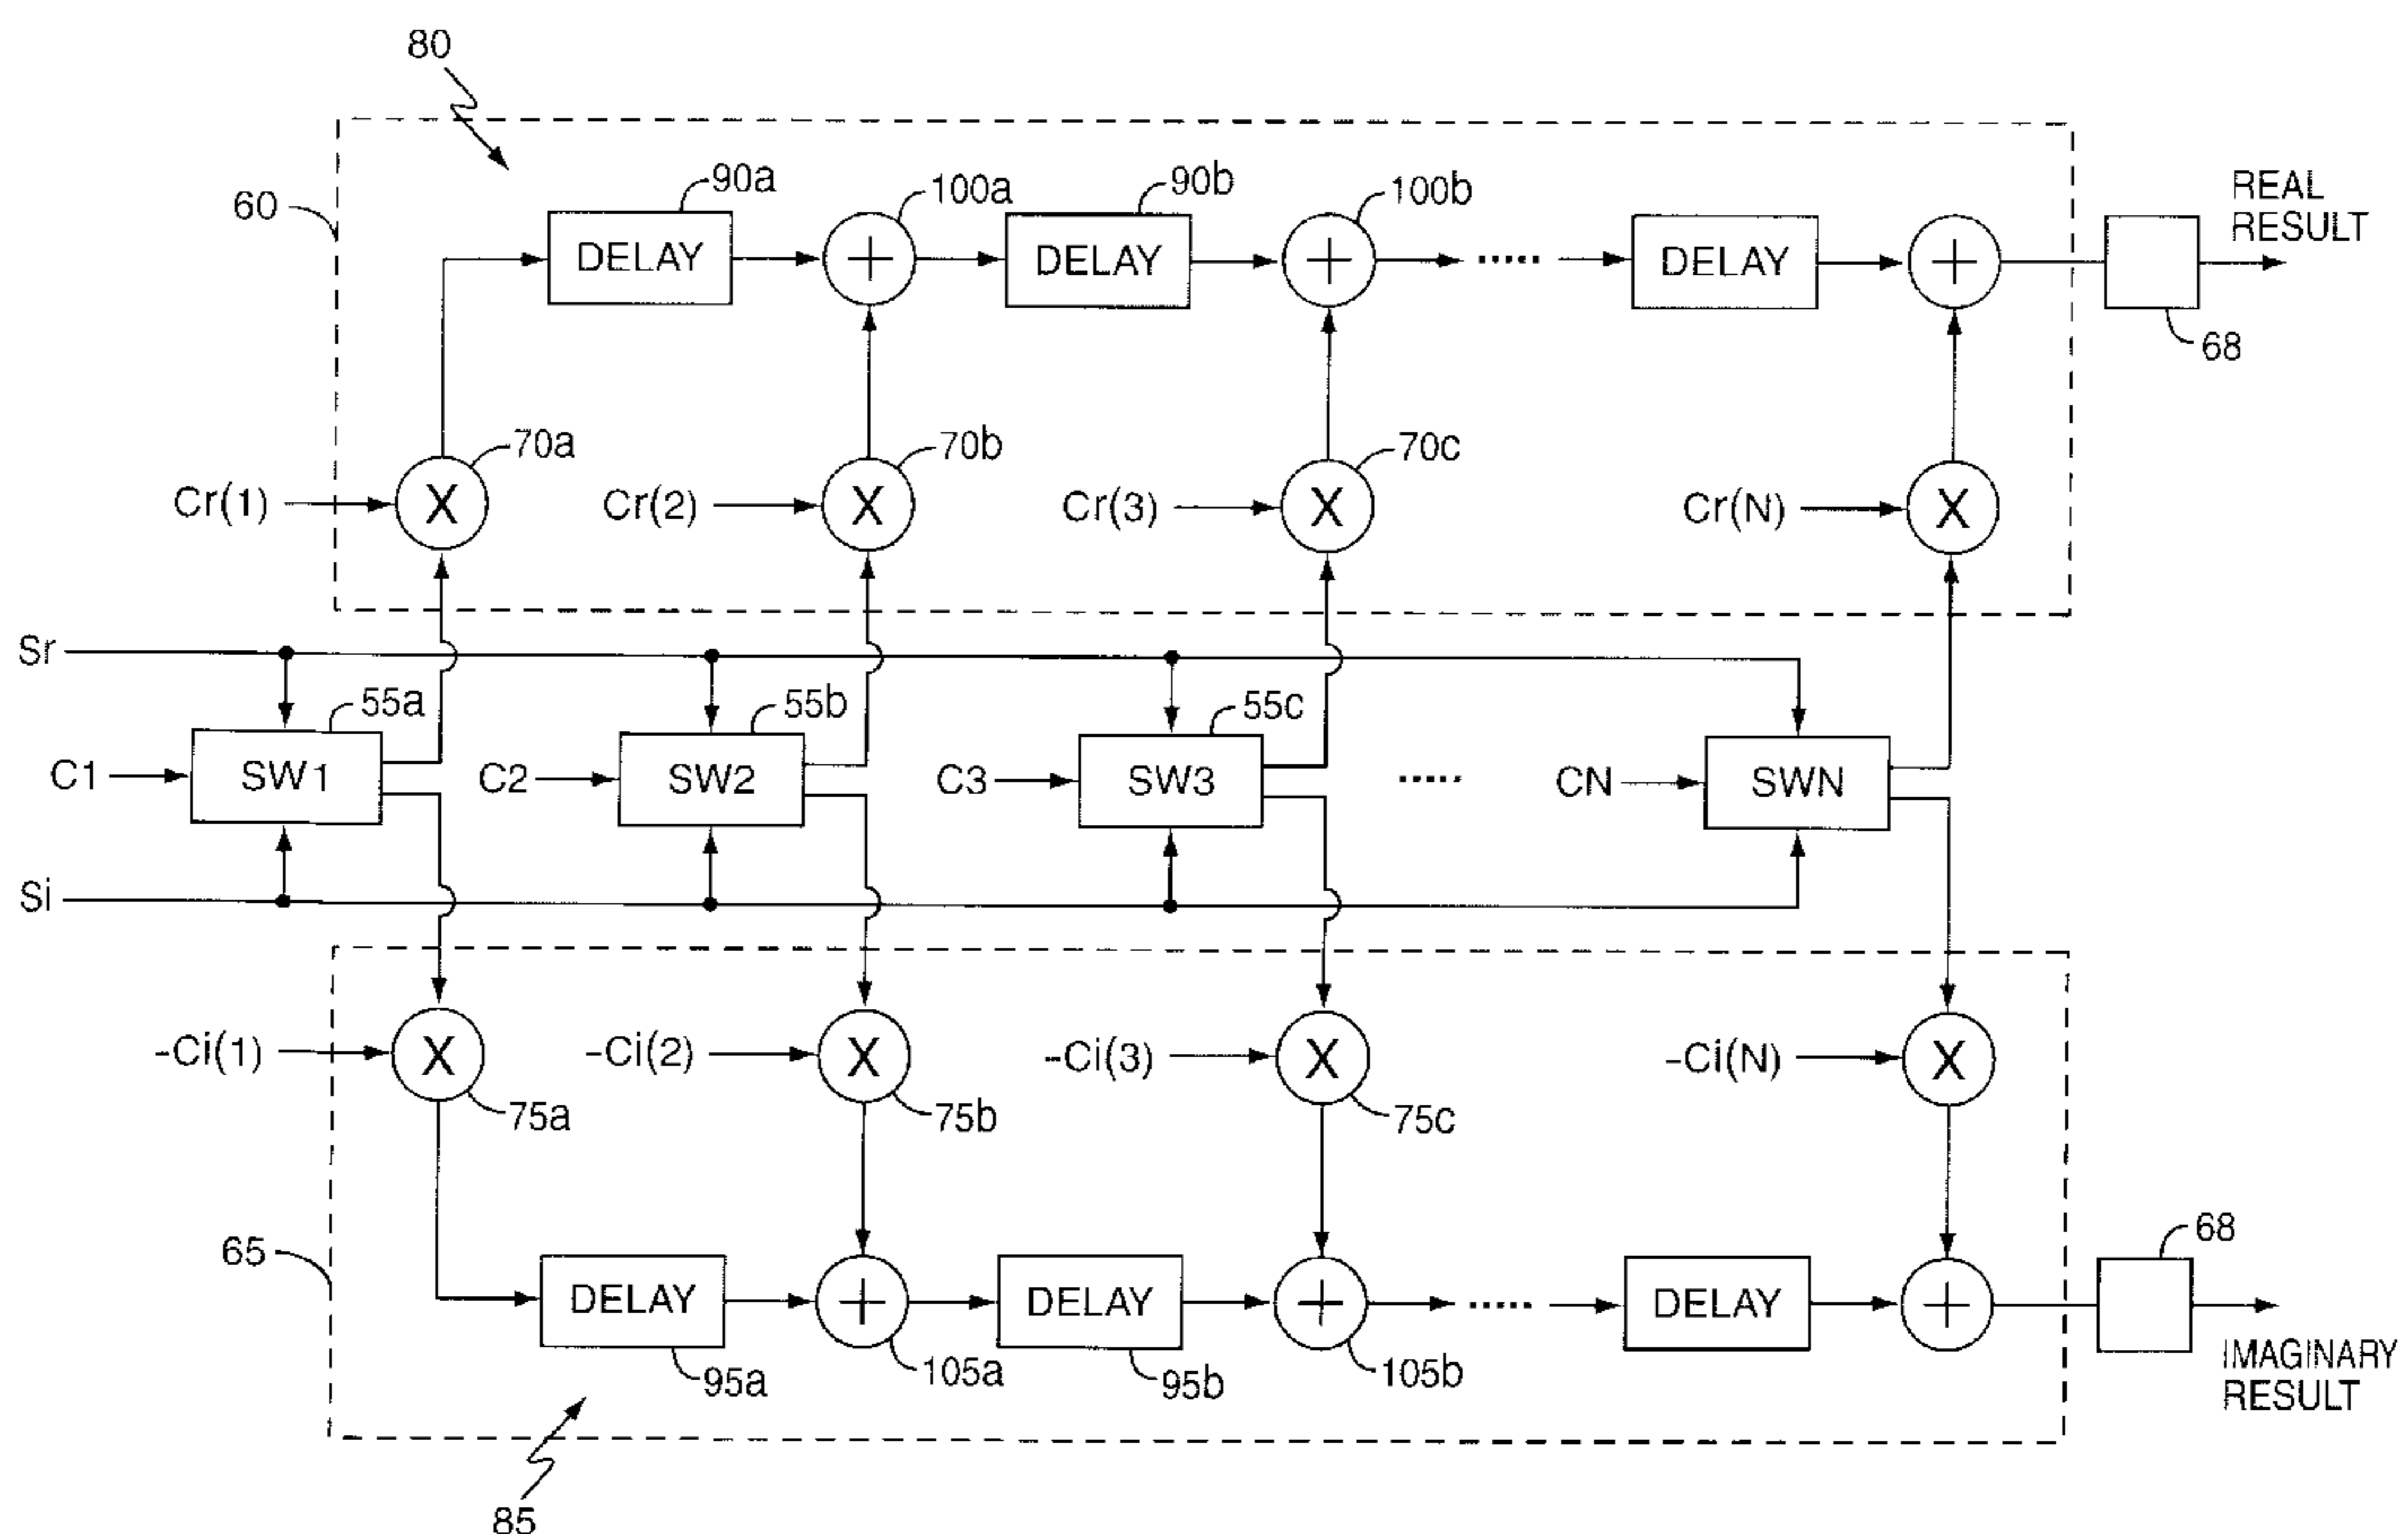 80
90a
100a
90b
100b
REAL
RESULT
60
DELAY
+
DELAY
+
.....
DELAY
+
68
70a
70b
70c
Cr(1)
X
Cr(2)
X
Cr(3)
X
Cr(N)
X
Sr
55a
55b
55c
C1
SW1
C2
SW2
C3
SW3
.....
CN
SWN
Si
-Ci(1)
X
-Ci(2)
X
-Ci(3)
X
-Ci(N)
X
75a
75b
75c
65
68
DELAY
+
DELAY
+
.....
DELAY
+
95a
105a
95b
105b
IMAGINARY
RESULT
85